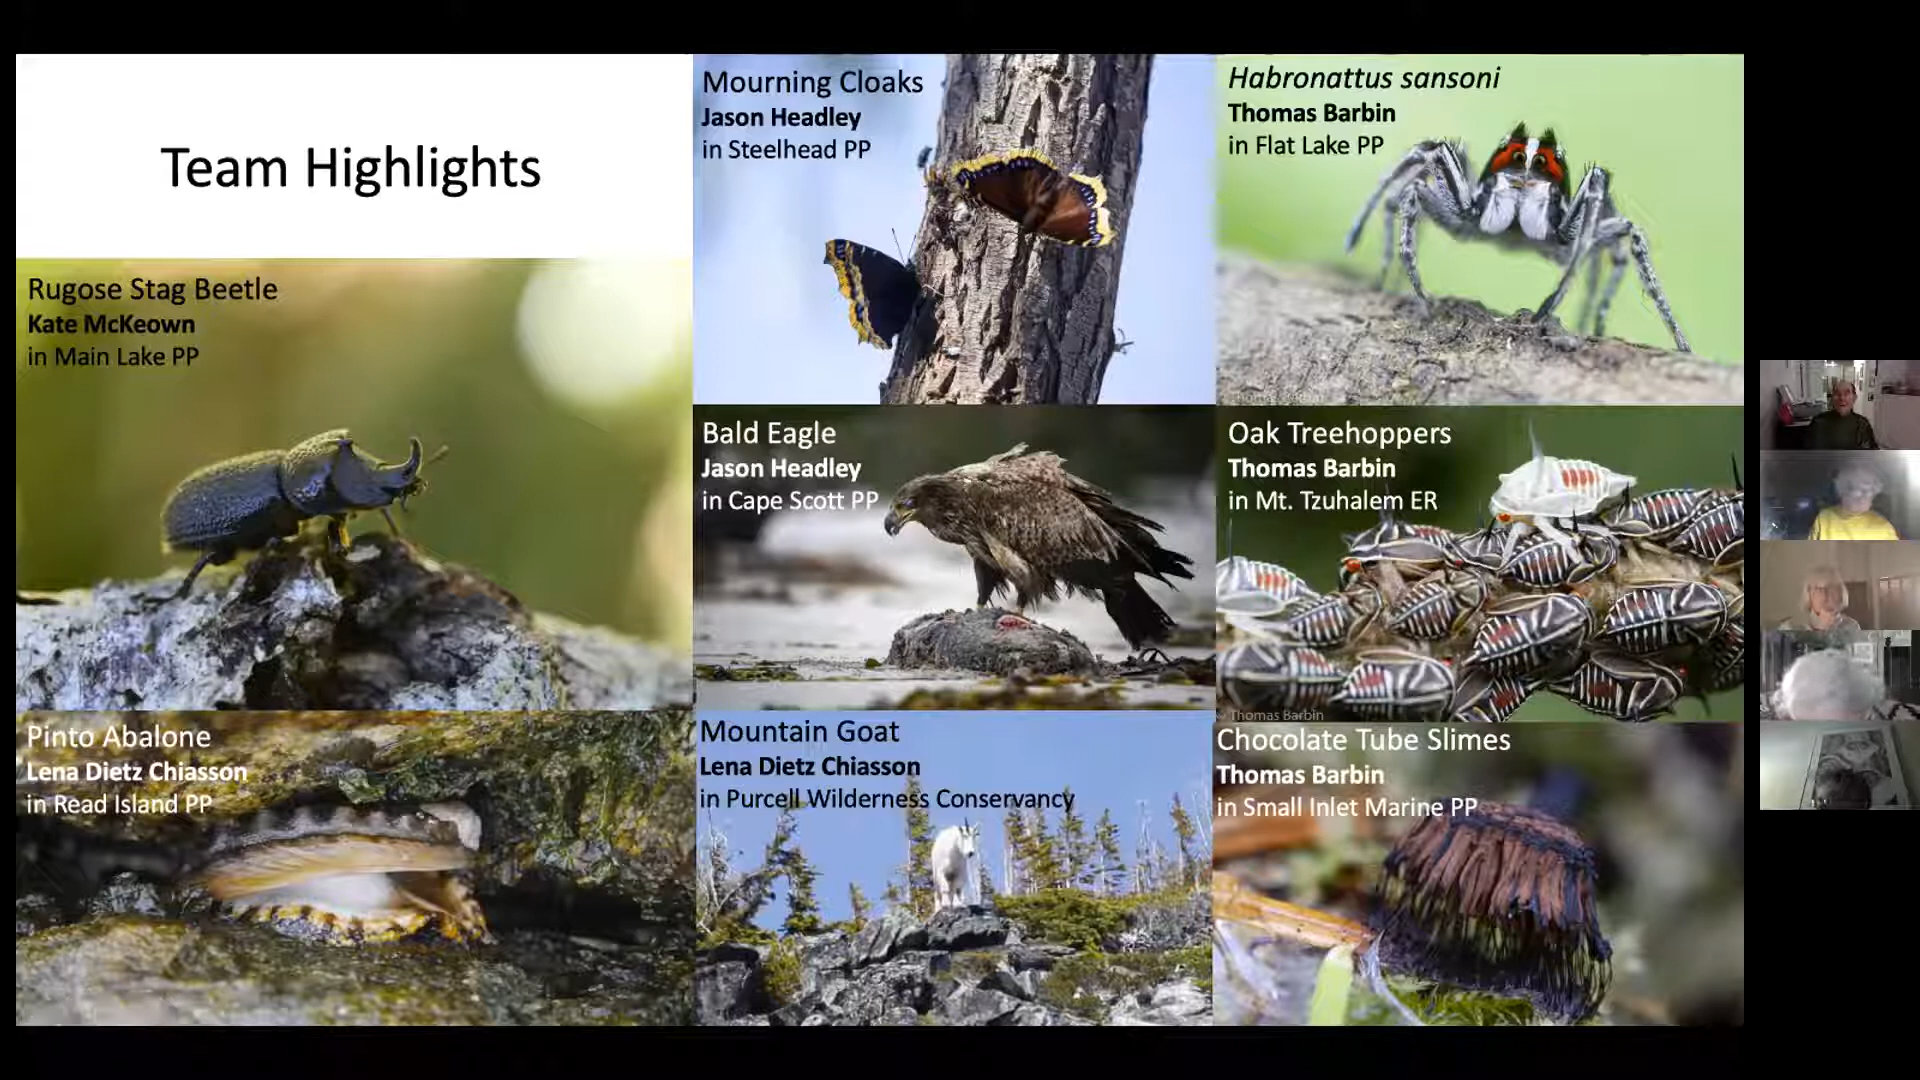 Team Highlights
Rugose Stag Beetle
Kate McKeown
in Main Lake PP
Pinto Abalone
Lena Dietz Chiasson
in Read Island PP
Mourning Cloaks
Jason Headley
in Steelhead PP
Bald Eagle
Jason Headley
in Cape Scott PP
Mountain Goat
Lena Dietz Chiasson
in Purcell Wilderness Conservancy
Habronattus sansoni
Thomas Barbin
in Flat Lake PP
Oak Treehoppers
Thomas Barbin
in Mt. Tzuhalem ER
© Thomas Barbin
Chocolate Tube Slimes
Thomas Barbin
in Small Inlet Marine PP